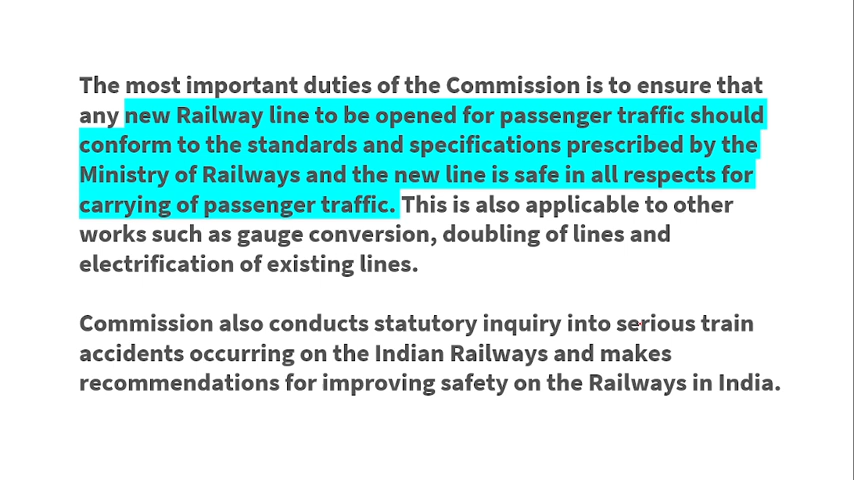 The most important duties of the Commission is to ensure that
any new Railway line to be opened for passenger traffic should
conform to the standards and specifications prescribed by the
Ministry of Railways and the new line is safe in all respects for
carrying of passenger traffic. This is also applicable to other
works such as gauge conversion, doubling of lines and
electrification of existing lines.
Commission also conducts statutory inquiry into serious train
accidents occurring on the Indian Railways and makes
recommendations for improving safety on the Railways in India.